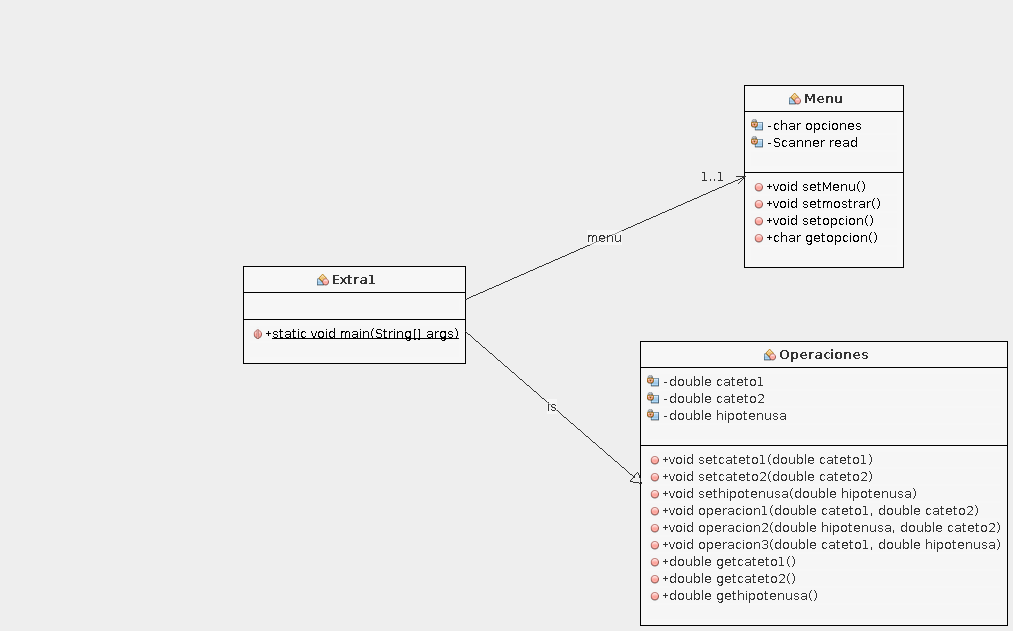 Menu
-char opciones
-Scanner read
+void setMenu()
+void setmostrar()
+void setopcion()
+char getopcion()
1..1
menu
Extra1
+static void main(String[] args)
is
Operaciones
-double cateto1
-double cateto2
-double hipotenusa
+void setcateto1(double cateto1)
+void setcateto2(double cateto2)
+void sethipotenusa(double hipotenusa)
+void operacion1(double cateto1, double cateto2)
+void operacion2(double hipotenusa, double cateto2)
+void operacion3(double cateto1, double hipotenusa)
+double getcateto1()
+double getcateto2()
+double gethipotenusa()